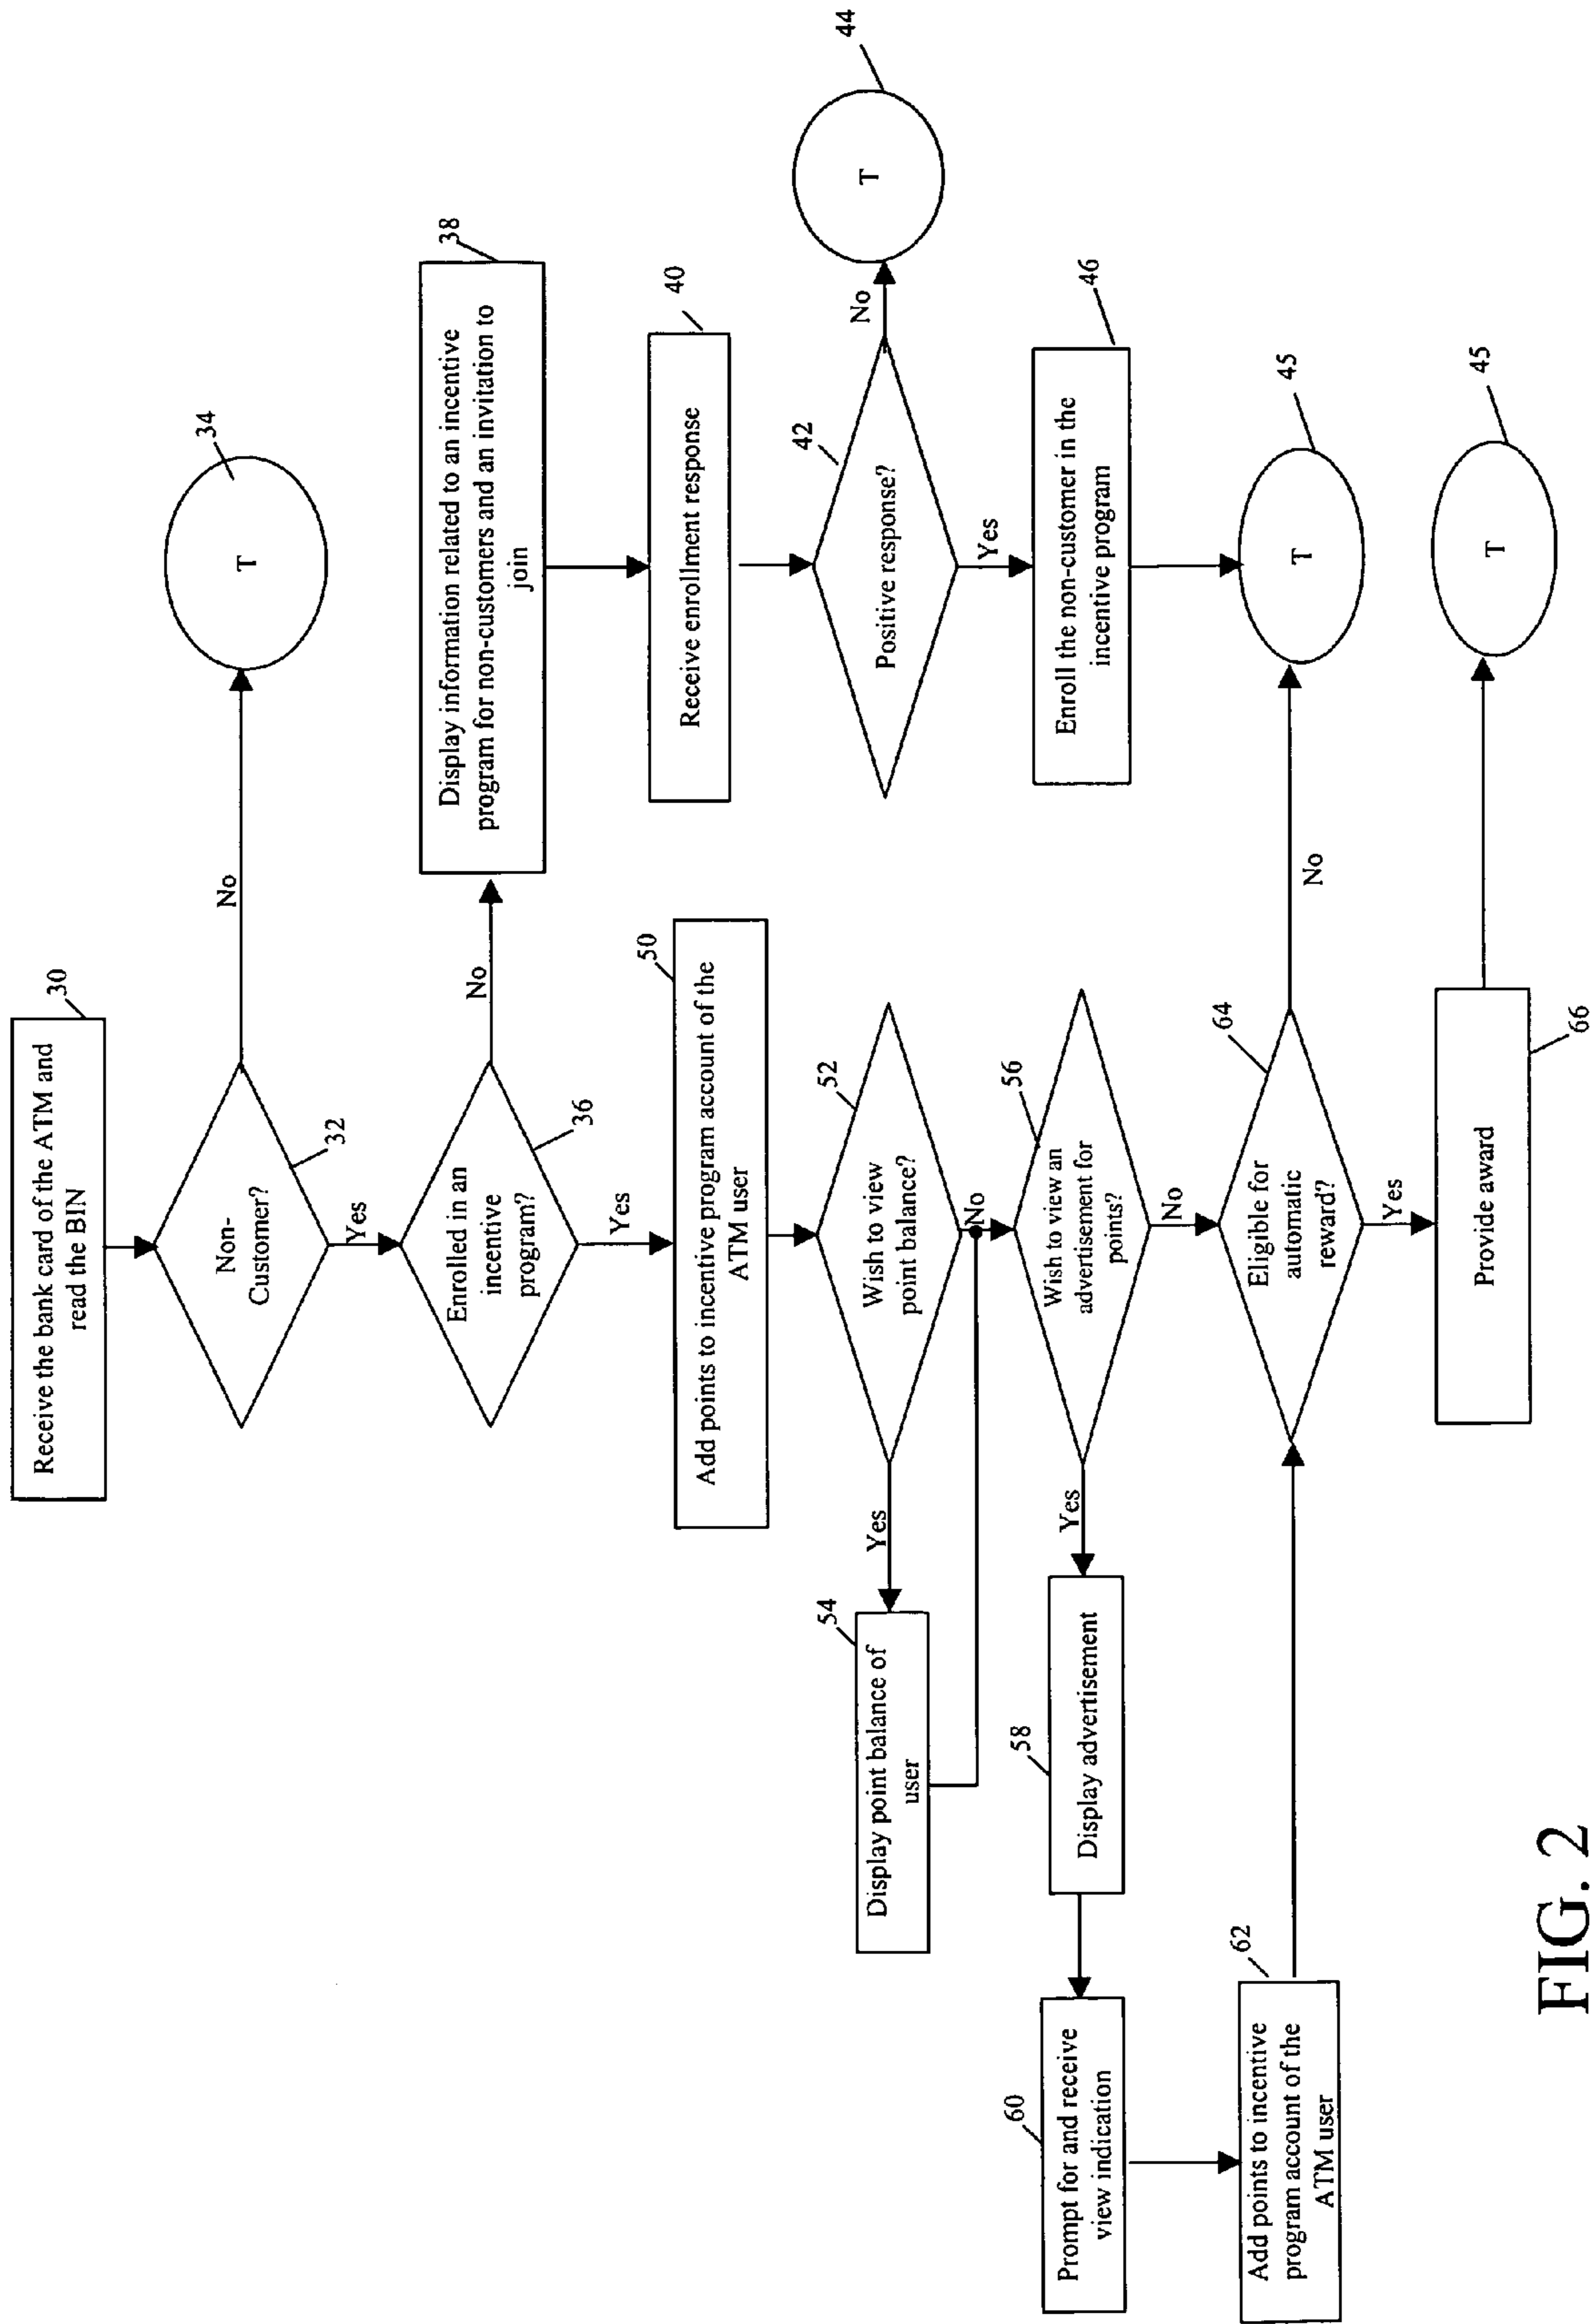 30
Receive the bank card of the ATM and
read the BIN
34
T
No
Non-
Customer?
32
Yes
38
Display information related to an incentive
program for non-customers and an invitation to
join
No
Enrolled in an
incentive
program?
36
Yes
40
Receive enrollment response
50
Add points to incentive program account of the
ATM user
42
Positive response?
No
T
44
Yes
52
Wish to view
point balance?
Yes
54
Display point balance of
user
No
46
Enroll the non-customer in the
incentive program
56
Wish to view an
advertisement for
points?
Yes
58
Display advertisement
60
Prompt for and receive
view indication
No
45
T
64
Eligible for
automatic
reward?
No
62
Add points to incentive
program account of the
ATM user
Yes
45
T
Provide award
66
FIG. 2